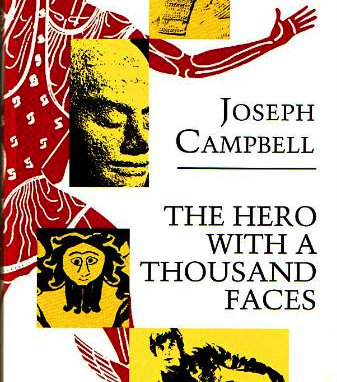 JOSEPH
CAMPBELL
THE HERO
WITH A
THOUSAND
FACES